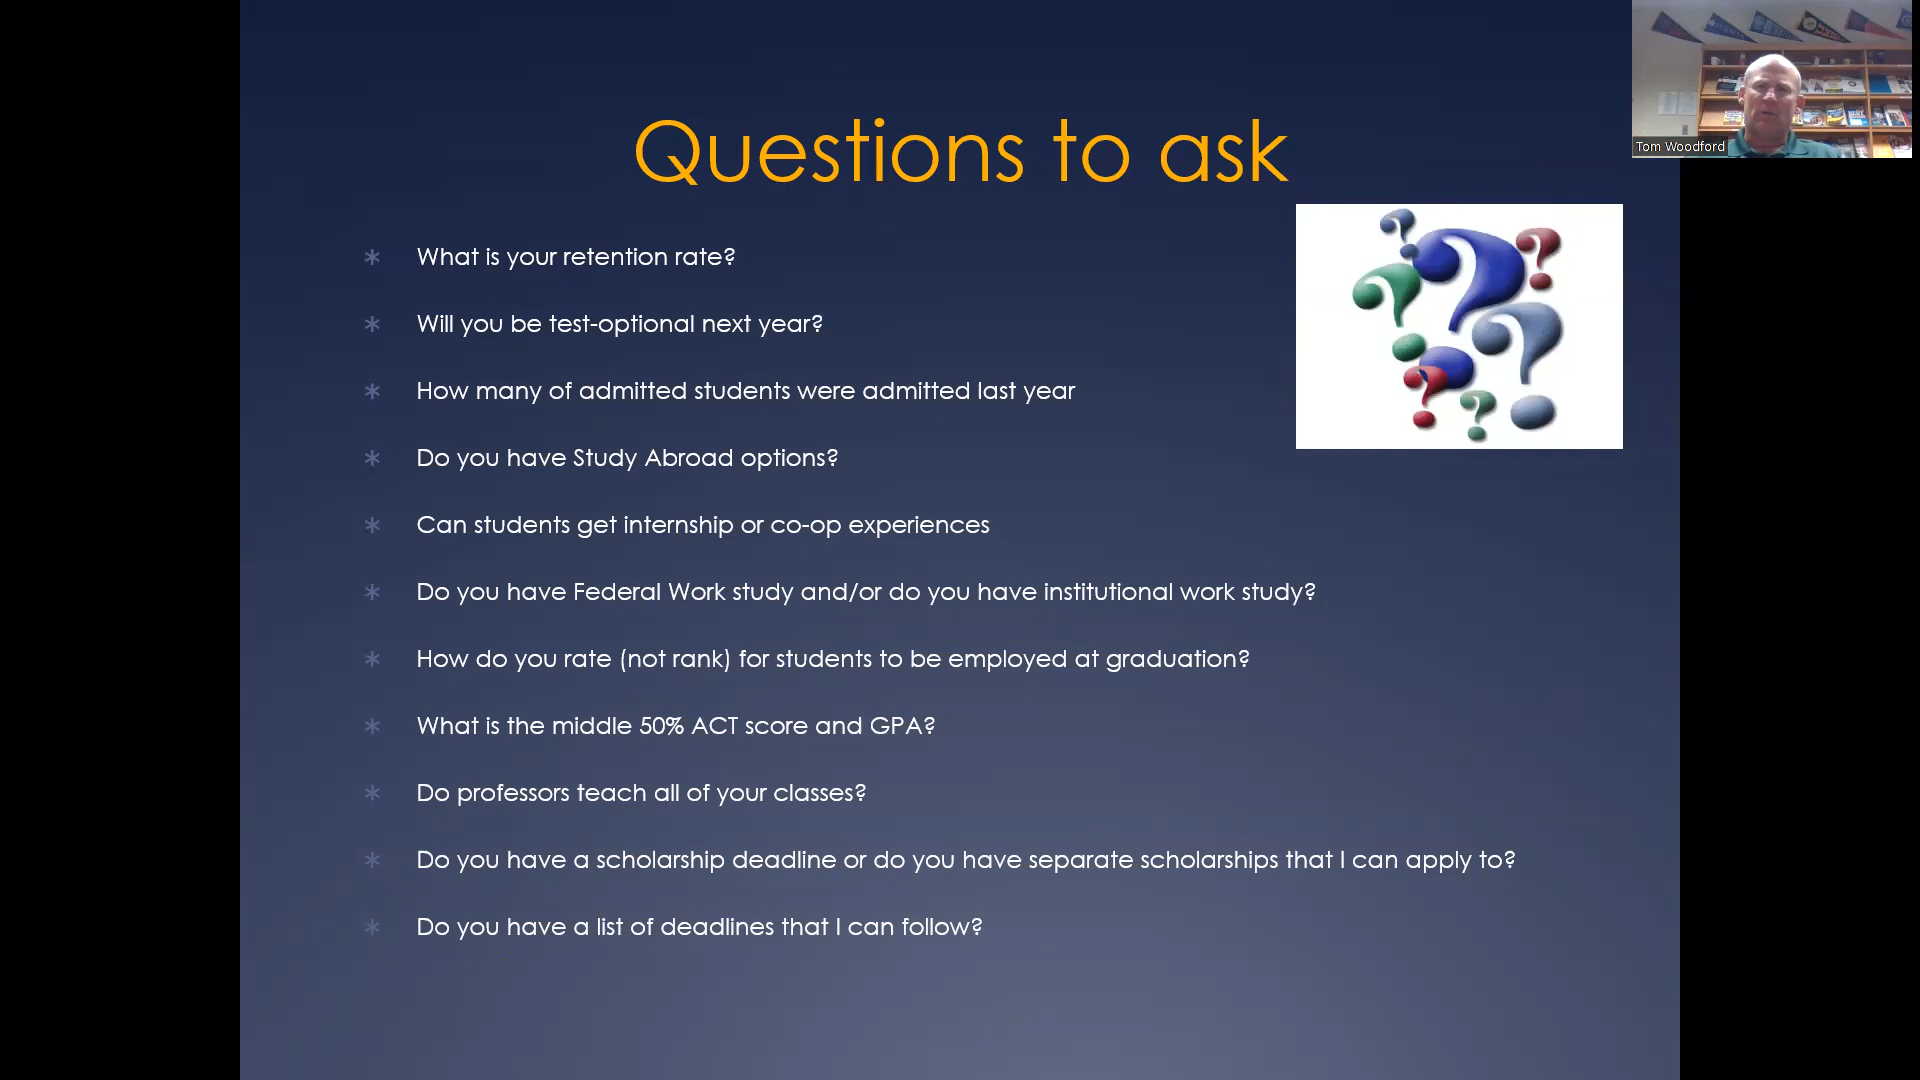 Questions to ask
What is your retention rate?
Will you be test-optional next year?
How many of admitted students were admitted last year
Do you have Study Abroad options?
Can students get internship or co-op experiences
Do you have Federal Work study and/or do you have institutional work study?
How do you rate (not rank) for students to be employed at graduation?
What is the middle 50% ACT score and GPA?
Do professors teach all of your classes?
Do you have a scholarship deadline or do you have separate scholarships that I can apply to?
Do you have a list of deadlines that I can follow?
Tom Woodford